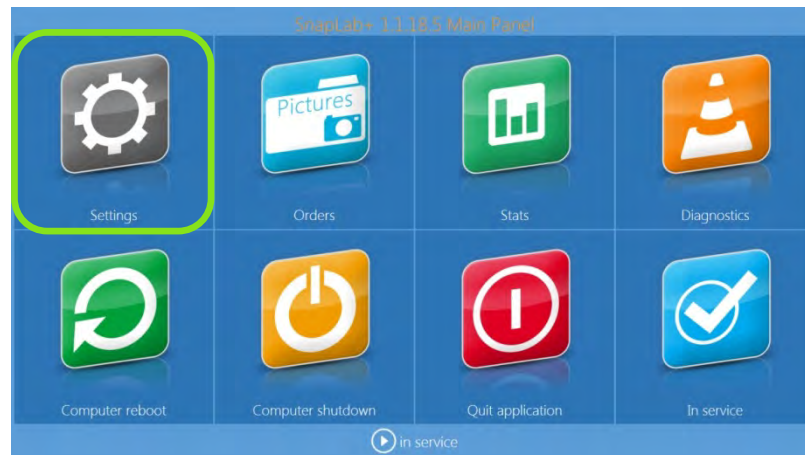 SnapLab+ 1.1.18.5 Main Panel
Pictures
Settings
Orders
Stats
Diagnostics
Computer reboot
Computer shutdown
Quit application
In service
in service